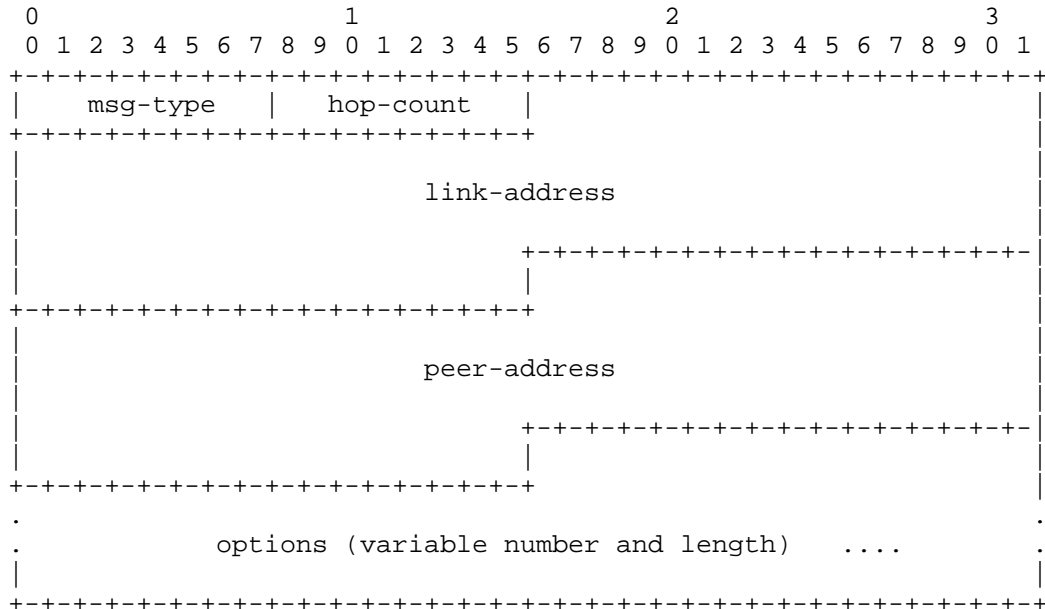 0                   1                   2                   3
 0 1 2 3 4 5 6 7 8 9 0 1 2 3 4 5 6 7 8 9 0 1 2 3 4 5 6 7 8 9 0 1
+-+-+-+-+-+-+-+-+-+-+-+-+-+-+-+-+-+-+-+-+-+-+-+-+-+-+-+-+-+-+-+-+
|    msg-type   |   hop-count   |                               |
+-+-+-+-+-+-+-+-+-+-+-+-+-+-+-+-+                               |
|                                                               |
|                         link-address                          |
|                                                               |
|                               +-+-+-+-+-+-+-+-+-+-+-+-+-+-+-+-|
|                               |                               |
+-+-+-+-+-+-+-+-+-+-+-+-+-+-+-+-+                               |
|                                                               |
|                         peer-address                          |
|                                                               |
|                               +-+-+-+-+-+-+-+-+-+-+-+-+-+-+-+-|
|                               |                               |
+-+-+-+-+-+-+-+-+-+-+-+-+-+-+-+-+                               |
.                                                               .
.            options (variable number and length)   ....        .
|                                                               |
+-+-+-+-+-+-+-+-+-+-+-+-+-+-+-+-+-+-+-+-+-+-+-+-+-+-+-+-+-+-+-+-+